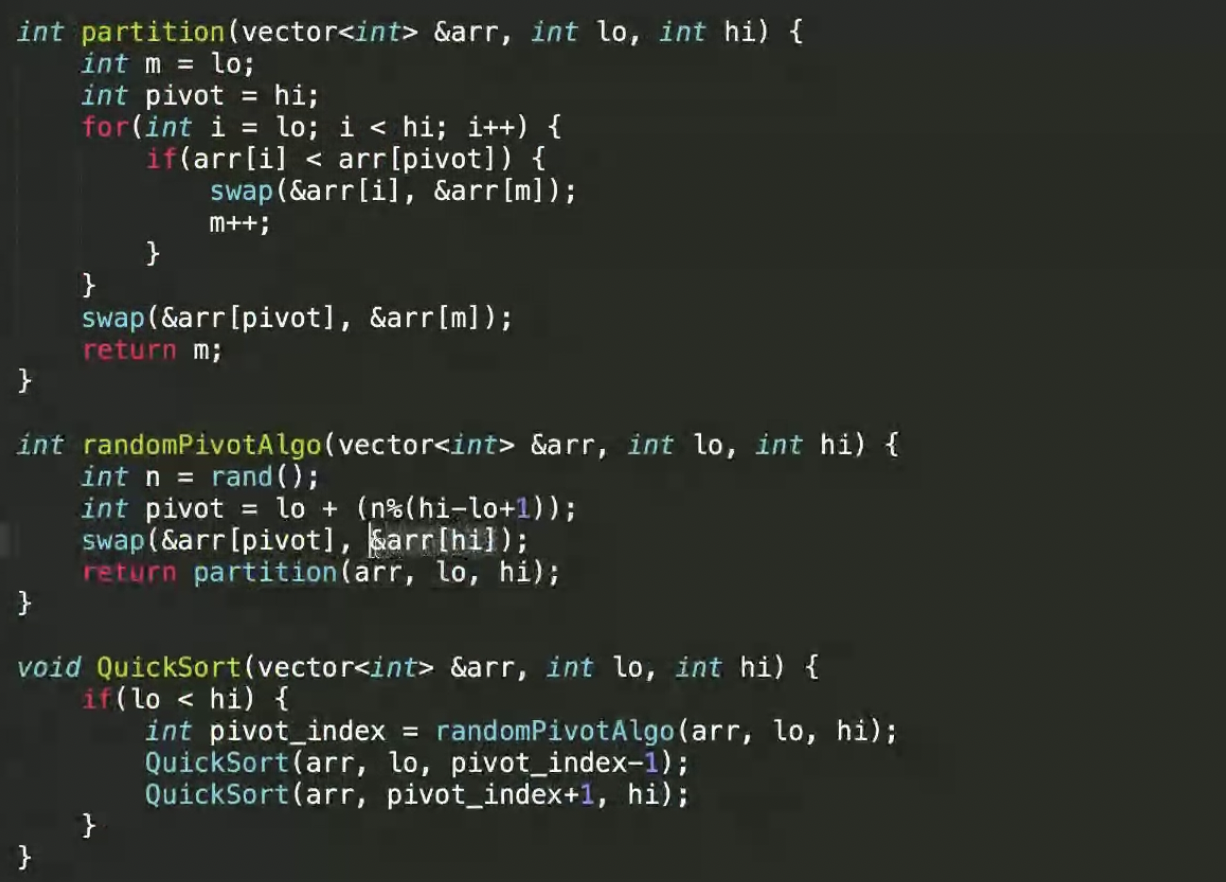 int partition(vector<int> &arr, int lo, int hi) {
    int m = lo;
    int pivot = hi;
    for(int i = lo; i < hi; i++) {
        if(arr[i] < arr[pivot]) {
            swap(&arr[i], &arr[m]);
            m++;
        }
    }
    swap(&arr[pivot], &arr[m]);
    return m;
}

int randomPivotAlgo(vector<int> &arr, int lo, int hi) {
    int n = rand();
    int pivot = lo + (n%(hi-lo+1));
    swap(&arr[pivot], &arr[hi]);
    return partition(arr, lo, hi);
}

void QuickSort(vector<int> &arr, int lo, int hi) {
    if(lo < hi) {
        int pivot_index = randomPivotAlgo(arr, lo, hi);
        QuickSort(arr, lo, pivot_index-1);
        QuickSort(arr, pivot_index+1, hi);
    }
}